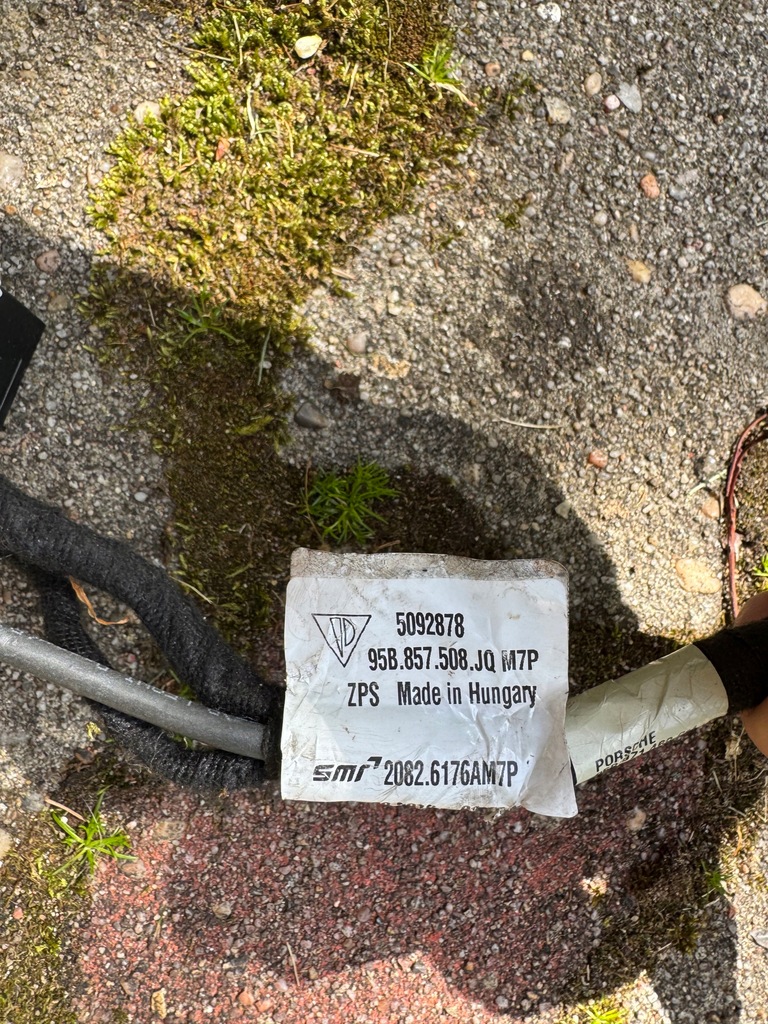 5092878
95B.857.508.JQ M7P
ZPS Made in Hungary
smr 2082.6176AM7P
PORSCHE